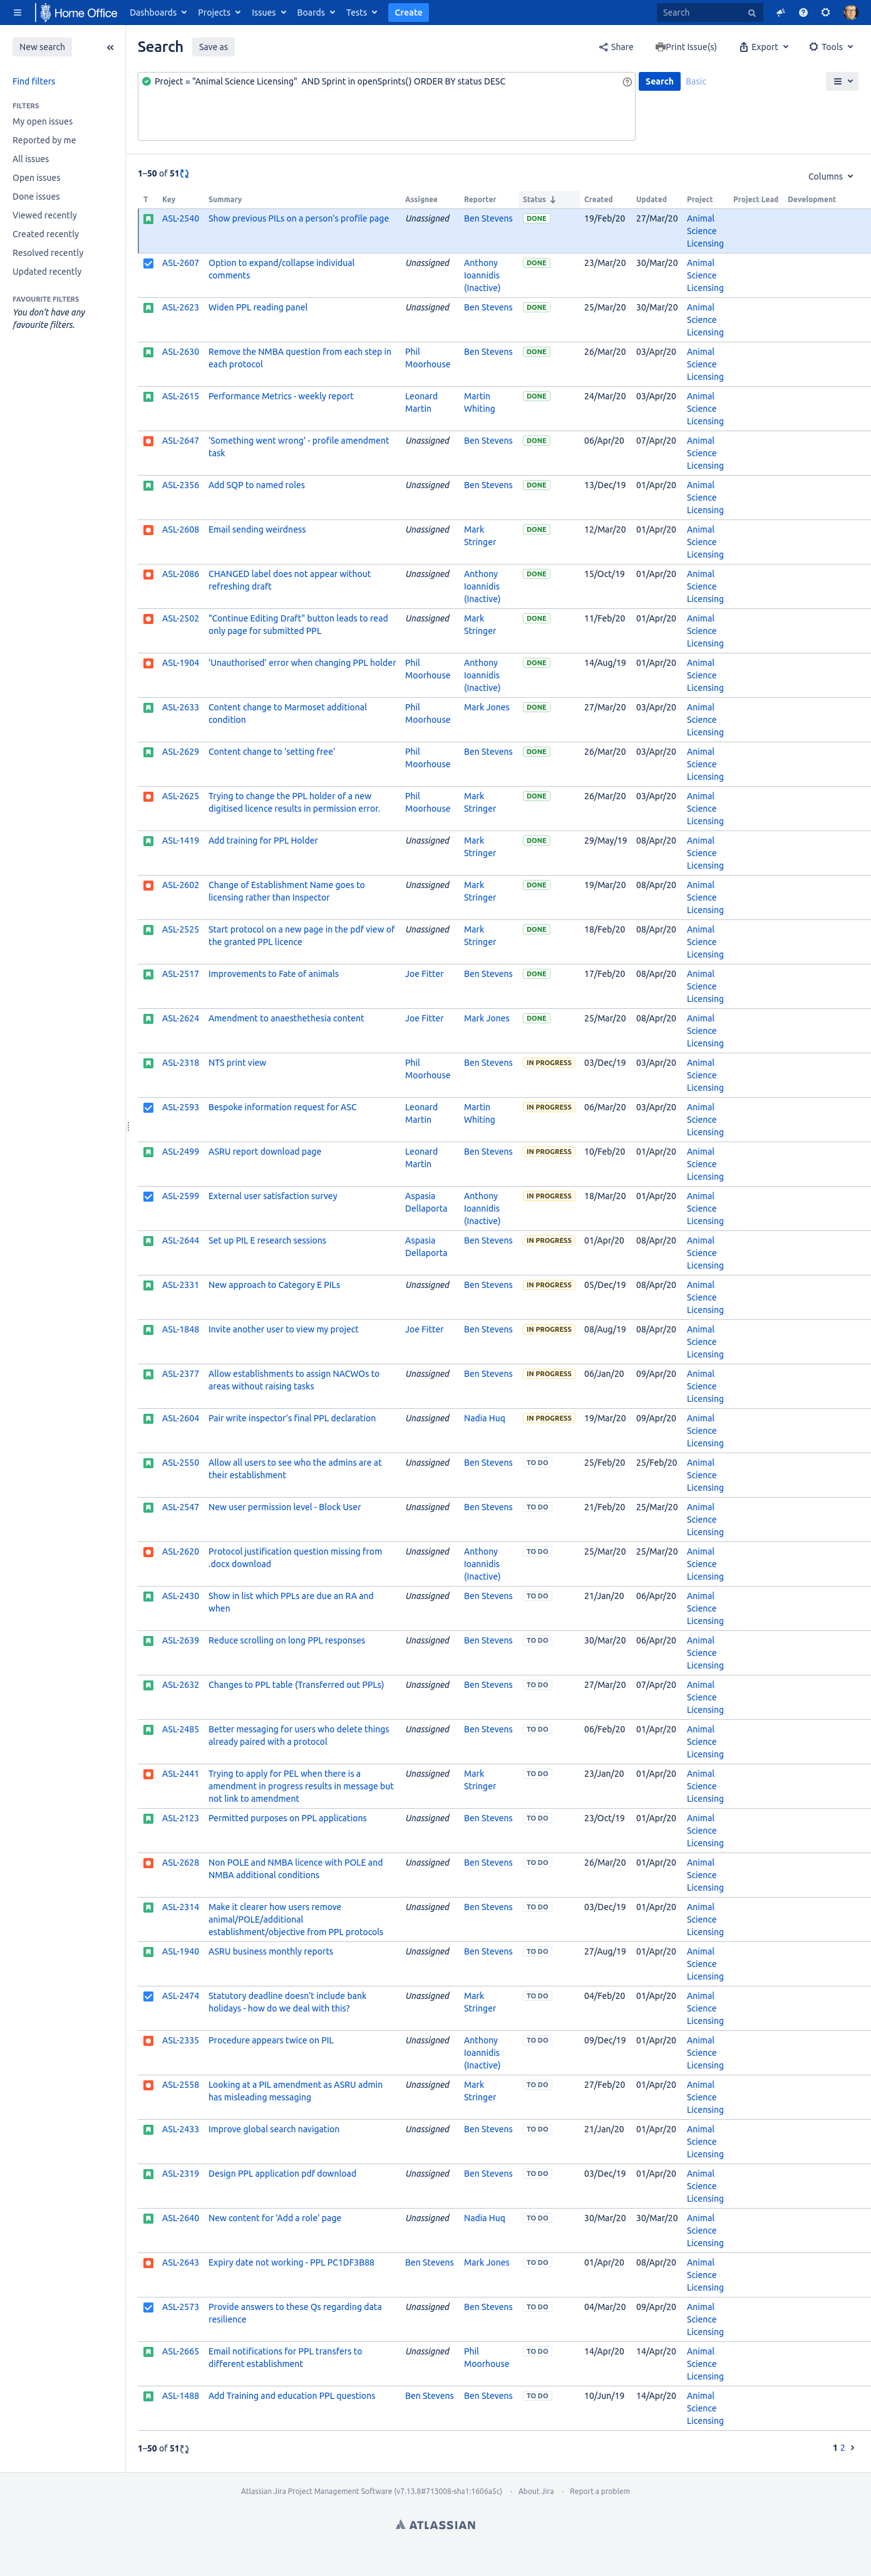 Home Office Dashboards Projects Issues Boards Tests Create Search
New search
Find filters
FILTERS
My open issues
Reported by me
All issues
Open issues
Done issues
Viewed recently
Created recently
Resolved recently
Updated recently
FAVOURITE FILTERS
You don't have any
favourite filters.
Search Save as Share Print Issue(s) Export Tools
Project = "Animal Science Licensing" AND Sprint in openSprints() ORDER BY status DESC Search Basic
1–50 of 51 Columns
T Key Summary Assignee Reporter Status Created Updated Project Project Lead Development
ASL-2540 Show previous PILs on a person's profile page Unassigned Ben Stevens DONE 19/Feb/20 27/Mar/20 Animal Science Licensing
ASL-2607 Option to expand/collapse individual comments Unassigned Anthony Ioannidis (Inactive) DONE 23/Mar/20 30/Mar/20 Animal Science Licensing
ASL-2623 Widen PPL reading panel Unassigned Ben Stevens DONE 25/Mar/20 30/Mar/20 Animal Science Licensing
ASL-2630 Remove the NMBA question from each step in each protocol Phil Moorhouse Ben Stevens DONE 26/Mar/20 03/Apr/20 Animal Science Licensing
ASL-2615 Performance Metrics - weekly report Leonard Martin Martin Whiting DONE 24/Mar/20 03/Apr/20 Animal Science Licensing
ASL-2647 'Something went wrong' - profile amendment task Unassigned Ben Stevens DONE 06/Apr/20 07/Apr/20 Animal Science Licensing
ASL-2356 Add SQP to named roles Unassigned Ben Stevens DONE 13/Dec/19 01/Apr/20 Animal Science Licensing
ASL-2608 Email sending weirdness Unassigned Mark Stringer DONE 12/Mar/20 01/Apr/20 Animal Science Licensing
ASL-2086 CHANGED label does not appear without refreshing draft Unassigned Anthony Ioannidis (Inactive) DONE 15/Oct/19 01/Apr/20 Animal Science Licensing
ASL-2502 "Continue Editing Draft" button leads to read only page for submitted PPL Unassigned Mark Stringer DONE 11/Feb/20 01/Apr/20 Animal Science Licensing
ASL-1904 'Unauthorised' error when changing PPL holder Phil Moorhouse Anthony Ioannidis (Inactive) DONE 14/Aug/19 01/Apr/20 Animal Science Licensing
ASL-2633 Content change to Marmoset additional condition Phil Moorhouse Mark Jones DONE 27/Mar/20 03/Apr/20 Animal Science Licensing
ASL-2629 Content change to 'setting free' Phil Moorhouse Ben Stevens DONE 26/Mar/20 03/Apr/20 Animal Science Licensing
ASL-2625 Trying to change the PPL holder of a new digitised licence results in permission error. Phil Moorhouse Mark Stringer DONE 26/Mar/20 03/Apr/20 Animal Science Licensing
ASL-1419 Add training for PPL Holder Unassigned Mark Stringer DONE 29/May/19 08/Apr/20 Animal Science Licensing
ASL-2602 Change of Establishment Name goes to licensing rather than Inspector Unassigned Mark Stringer DONE 19/Mar/20 08/Apr/20 Animal Science Licensing
ASL-2525 Start protocol on a new page in the pdf view of the granted PPL licence Unassigned Mark Stringer DONE 18/Feb/20 08/Apr/20 Animal Science Licensing
ASL-2517 Improvements to Fate of animals Joe Fitter Ben Stevens DONE 17/Feb/20 08/Apr/20 Animal Science Licensing
ASL-2624 Amendment to anaesthethesia content Joe Fitter Mark Jones DONE 25/Mar/20 08/Apr/20 Animal Science Licensing
ASL-2318 NTS print view Phil Moorhouse Ben Stevens IN PROGRESS 03/Dec/19 03/Apr/20 Animal Science Licensing
ASL-2593 Bespoke information request for ASC Leonard Martin Martin Whiting IN PROGRESS 06/Mar/20 03/Apr/20 Animal Science Licensing
ASL-2499 ASRU report download page Leonard Martin Ben Stevens IN PROGRESS 10/Feb/20 01/Apr/20 Animal Science Licensing
ASL-2599 External user satisfaction survey Aspasia Dellaporta Anthony Ioannidis (Inactive) IN PROGRESS 18/Mar/20 01/Apr/20 Animal Science Licensing
ASL-2644 Set up PIL E research sessions Aspasia Dellaporta Ben Stevens IN PROGRESS 01/Apr/20 08/Apr/20 Animal Science Licensing
ASL-2331 New approach to Category E PILs Unassigned Ben Stevens IN PROGRESS 05/Dec/19 08/Apr/20 Animal Science Licensing
ASL-1848 Invite another user to view my project Joe Fitter Ben Stevens IN PROGRESS 08/Aug/19 08/Apr/20 Animal Science Licensing
ASL-2377 Allow establishments to assign NACWOs to areas without raising tasks Unassigned Ben Stevens IN PROGRESS 06/Jan/20 09/Apr/20 Animal Science Licensing
ASL-2604 Pair write inspector's final PPL declaration Unassigned Nadia Huq IN PROGRESS 19/Mar/20 09/Apr/20 Animal Science Licensing
ASL-2550 Allow all users to see who the admins are at their establishment Unassigned Ben Stevens TO DO 25/Feb/20 25/Feb/20 Animal Science Licensing
ASL-2547 New user permission level - Block User Unassigned Ben Stevens TO DO 21/Feb/20 25/Mar/20 Animal Science Licensing
ASL-2620 Protocol justification question missing from .docx download Unassigned Anthony Ioannidis (Inactive) TO DO 25/Mar/20 25/Mar/20 Animal Science Licensing
ASL-2430 Show in list which PPLs are due an RA and when Unassigned Ben Stevens TO DO 21/Jan/20 06/Apr/20 Animal Science Licensing
ASL-2639 Reduce scrolling on long PPL responses Unassigned Ben Stevens TO DO 30/Mar/20 06/Apr/20 Animal Science Licensing
ASL-2632 Changes to PPL table (Transferred out PPLs) Unassigned Ben Stevens TO DO 27/Mar/20 07/Apr/20 Animal Science Licensing
ASL-2485 Better messaging for users who delete things already paired with a protocol Unassigned Ben Stevens TO DO 06/Feb/20 01/Apr/20 Animal Science Licensing
ASL-2441 Trying to apply for PEL when there is a amendment in progress results in message but not link to amendment Unassigned Mark Stringer TO DO 23/Jan/20 01/Apr/20 Animal Science Licensing
ASL-2123 Permitted purposes on PPL applications Unassigned Ben Stevens TO DO 23/Oct/19 01/Apr/20 Animal Science Licensing
ASL-2628 Non POLE and NMBA licence with POLE and NMBA additional conditions Unassigned Ben Stevens TO DO 26/Mar/20 01/Apr/20 Animal Science Licensing
ASL-2314 Make it clearer how users remove animal/POLE/additional establishment/objective from PPL protocols Unassigned Ben Stevens TO DO 03/Dec/19 01/Apr/20 Animal Science Licensing
ASL-1940 ASRU business monthly reports Unassigned Ben Stevens TO DO 27/Aug/19 01/Apr/20 Animal Science Licensing
ASL-2474 Statutory deadline doesn't include bank holidays - how do we deal with this? Unassigned Mark Stringer TO DO 04/Feb/20 01/Apr/20 Animal Science Licensing
ASL-2335 Procedure appears twice on PIL Unassigned Anthony Ioannidis (Inactive) TO DO 09/Dec/19 01/Apr/20 Animal Science Licensing
ASL-2558 Looking at a PIL amendment as ASRU admin has misleading messaging Unassigned Mark Stringer TO DO 27/Feb/20 01/Apr/20 Animal Science Licensing
ASL-2433 Improve global search navigation Unassigned Ben Stevens TO DO 21/Jan/20 01/Apr/20 Animal Science Licensing
ASL-2319 Design PPL application pdf download Unassigned Ben Stevens TO DO 03/Dec/19 01/Apr/20 Animal Science Licensing
ASL-2640 New content for 'Add a role' page Unassigned Nadia Huq TO DO 30/Mar/20 30/Mar/20 Animal Science Licensing
ASL-2643 Expiry date not working - PPL PC1DF3B88 Ben Stevens Mark Jones TO DO 01/Apr/20 08/Apr/20 Animal Science Licensing
ASL-2573 Provide answers to these Qs regarding data resilience Unassigned Ben Stevens TO DO 04/Mar/20 09/Apr/20 Animal Science Licensing
ASL-2665 Email notifications for PPL transfers to different establishment Unassigned Phil Moorhouse TO DO 14/Apr/20 14/Apr/20 Animal Science Licensing
ASL-1488 Add Training and education PPL questions Ben Stevens Ben Stevens TO DO 10/Jun/19 14/Apr/20 Animal Science Licensing
1–50 of 51 1 2
Atlassian Jira Project Management Software (v7.13.8#713008-sha1:1606a5c) · About Jira · Report a problem
ATLASSIAN